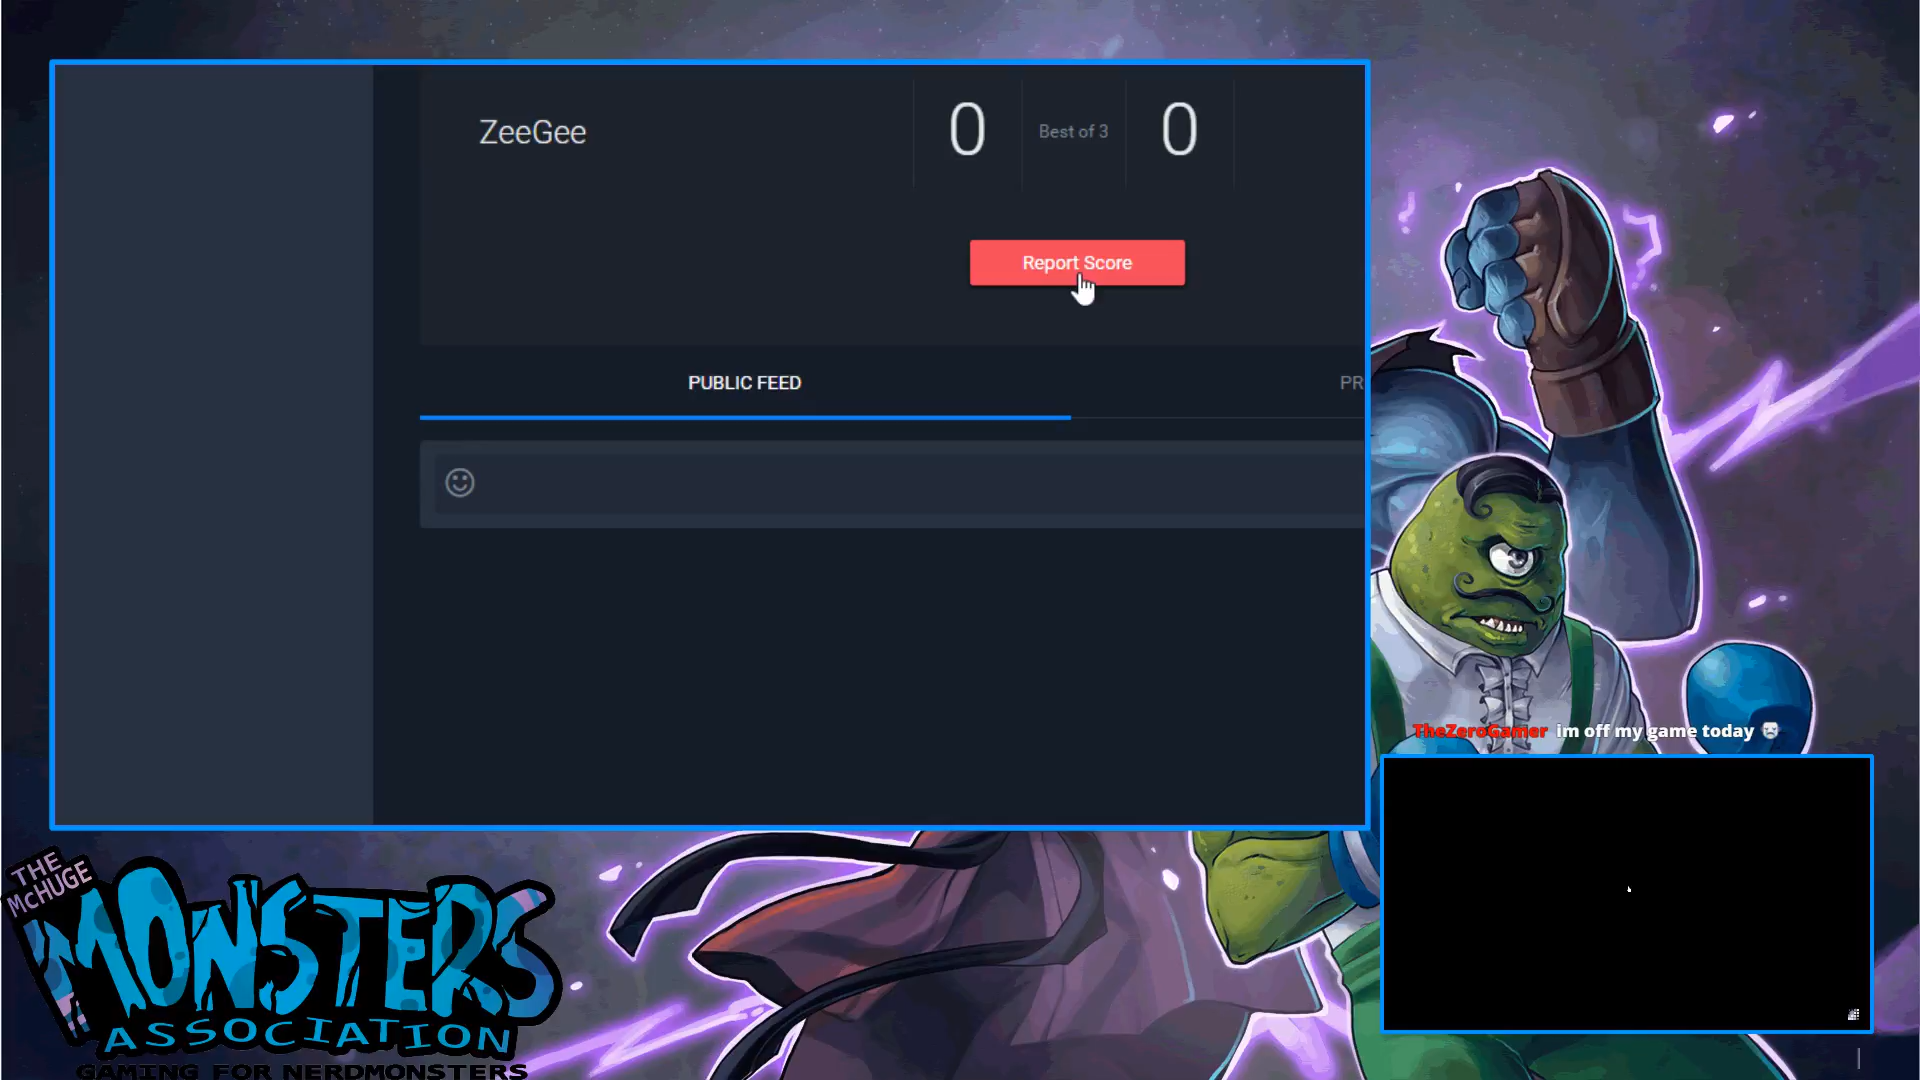 ZeeGee
0
Best of 3
0
Report Score
PUBLIC FEED
PR
TheZeroGamer im off my game today
THE
McHUGE
MONSTERS
ASSOCIATION
GAMING FOR NERDMONSTERS